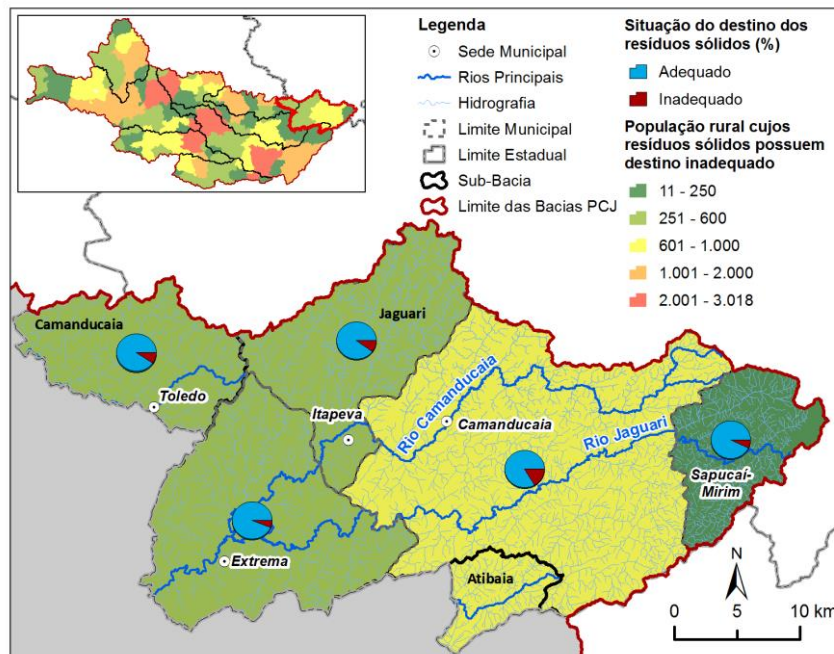 Legenda
Sede Municipal
Rios Principais
Hidrografia
Limite Municipal
Limite Estadual
Sub-Bacia
Limite das Bacias PCJ
Situação do destino dos
resíduos sólidos (%)
Adequado
Inadequado
População rural cujos
resíduos sólidos possuem
destino inadequado
11 - 250
251 - 600
601 - 1.000
1.001 - 2.000
2.001 - 3.018
Camanducaia
Jaguari
Toledo
Itapeva
Rio Camanducaia
Camanducaia
Rio Jaguari
Sapucaí-
Mirim
Extrema
Atibaia
N
0 5 10 km